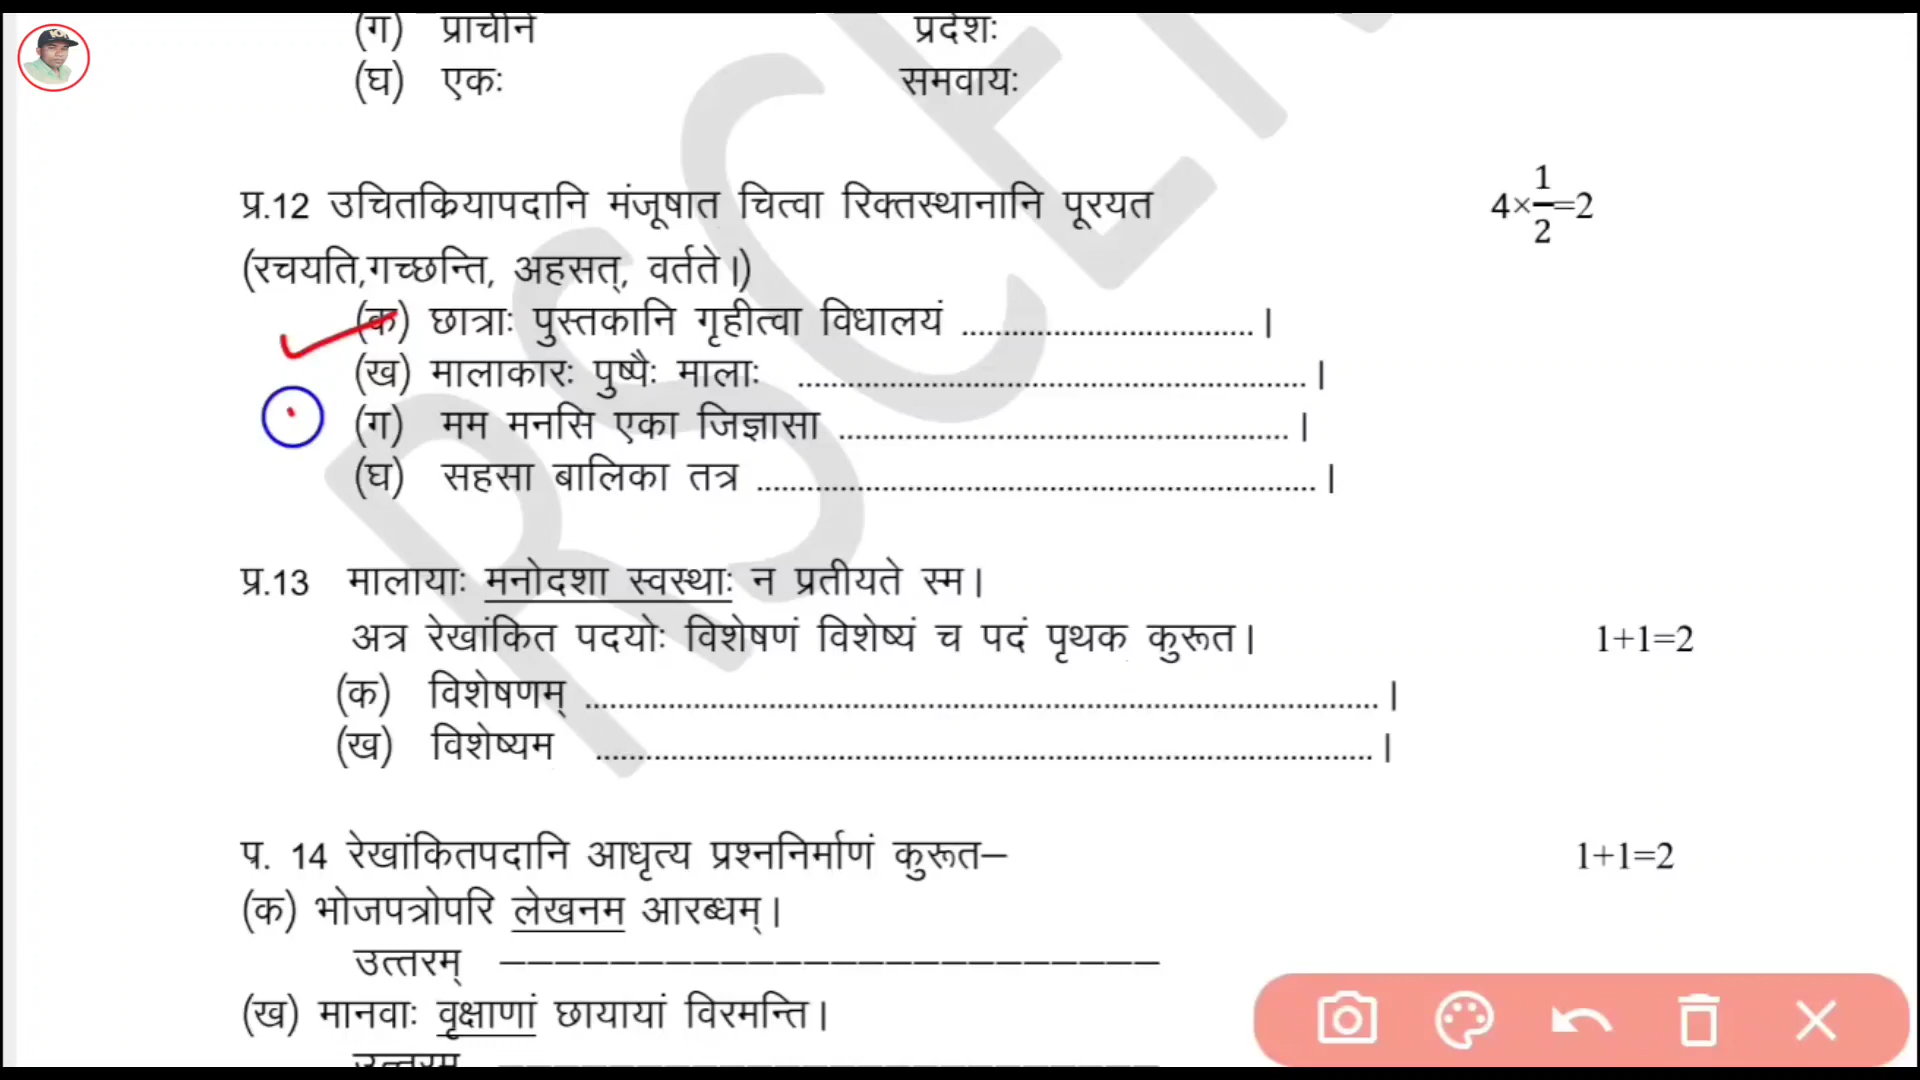 (ग) प्राचीने प्रदेशः
(घ) एकः समवायः
प्र.12 उचितक्रियापदानि मंजूषात चित्वा रिक्तस्थानानि पूरयत 4×1/2=2
(रचयति,गच्छन्ति, अहसत्, वर्तते।)
(क) छात्राः पुस्तकानि गृहीत्वा विधालयं ..................................।
(ख) मालाकारः पुष्पैः मालाः ............................................................।
(ग) मम मनसि एका जिज्ञासा .....................................................।
(घ) सहसा बालिका तत्र ..................................................................।
प्र.13 मालायाः मनोदशा स्वस्थाः न प्रतीयते स्म।
अत्र रेखांकित पदयोः विशेषणं विशेष्यं च पदं पृथक कुरूत। 1+1=2
(क) विशेषणम् ..............................................................................................।
(ख) विशेष्यम ............................................................................................।
प. 14 रेखांकितपदानि आधृत्य प्रश्ननिर्माणं कुरूत– 1+1=2
(क) भोजपत्रोपरि लेखनम आरब्धम्।
उत्तरम् ————————————————————————
(ख) मानवाः वृक्षाणां छायायां विरमन्ति।
उत्तरम ————————————————————————